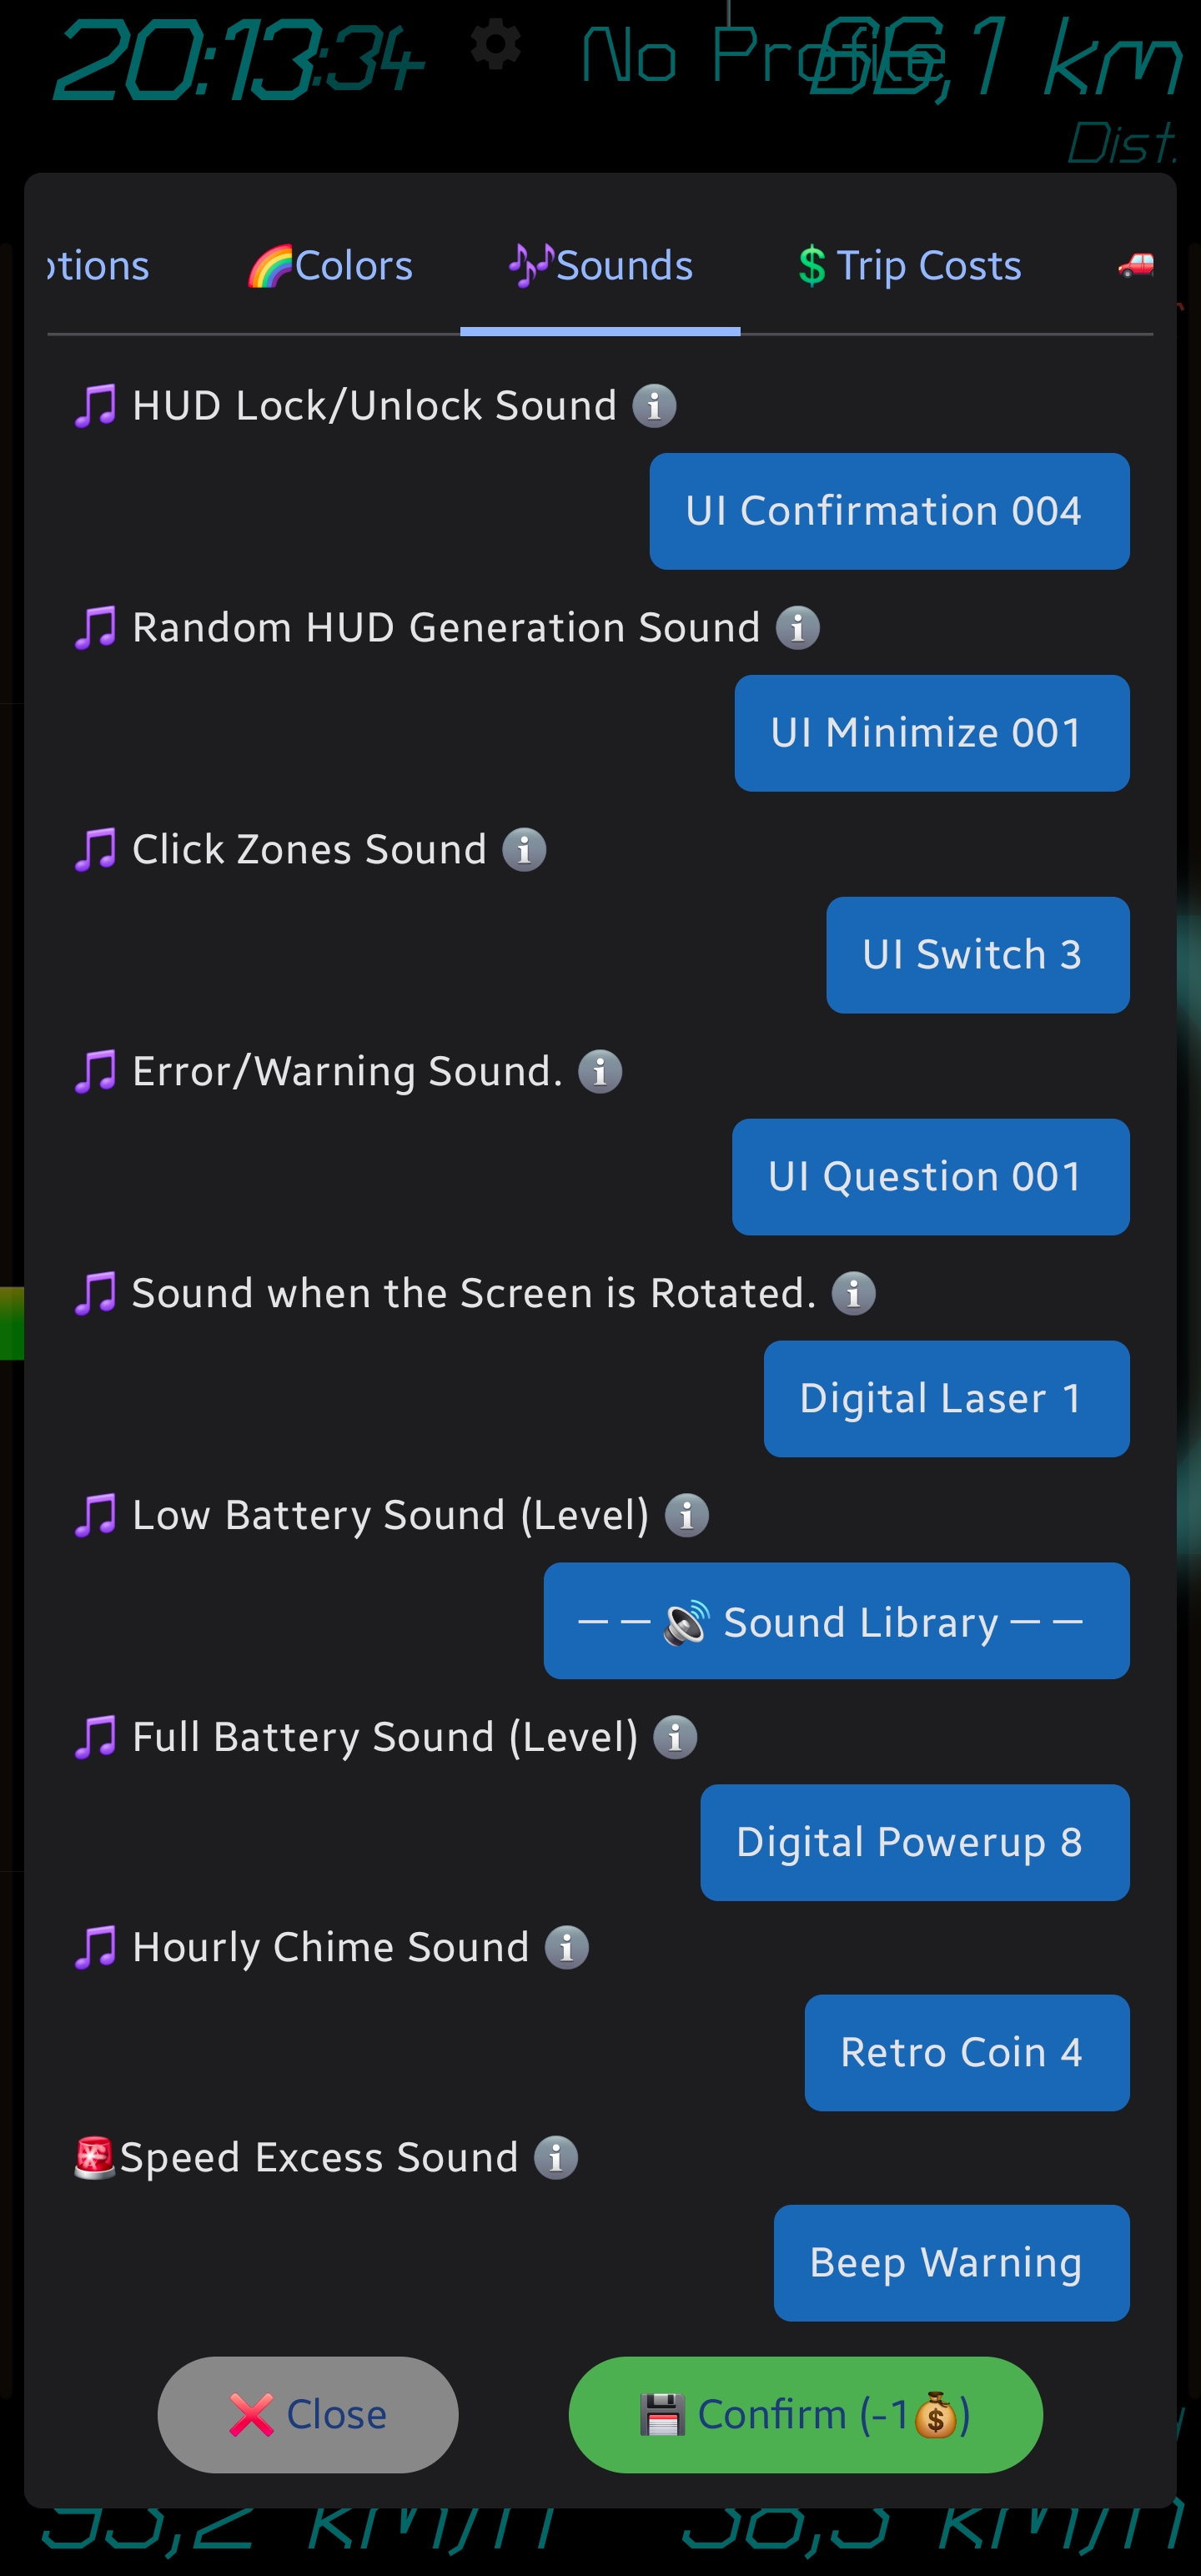 20:13:34
No Profile
66,1 km
Dist.
Colors
Sounds
Trip Costs
HUD Lock/Unlock Sound
UI Confirmation 004
Random HUD Generation Sound
UI Minimize 001
Click Zones Sound
UI Switch 3
Error/Warning Sound.
UI Question 001
Sound when the Screen is Rotated.
Digital Laser 1
Low Battery Sound (Level)
— — 🔊 Sound Library — —
Full Battery Sound (Level)
Digital Powerup 8
Hourly Chime Sound
Retro Coin 4
Speed Excess Sound
Beep Warning
Close
Confirm (-1💰)
km/h
km/h